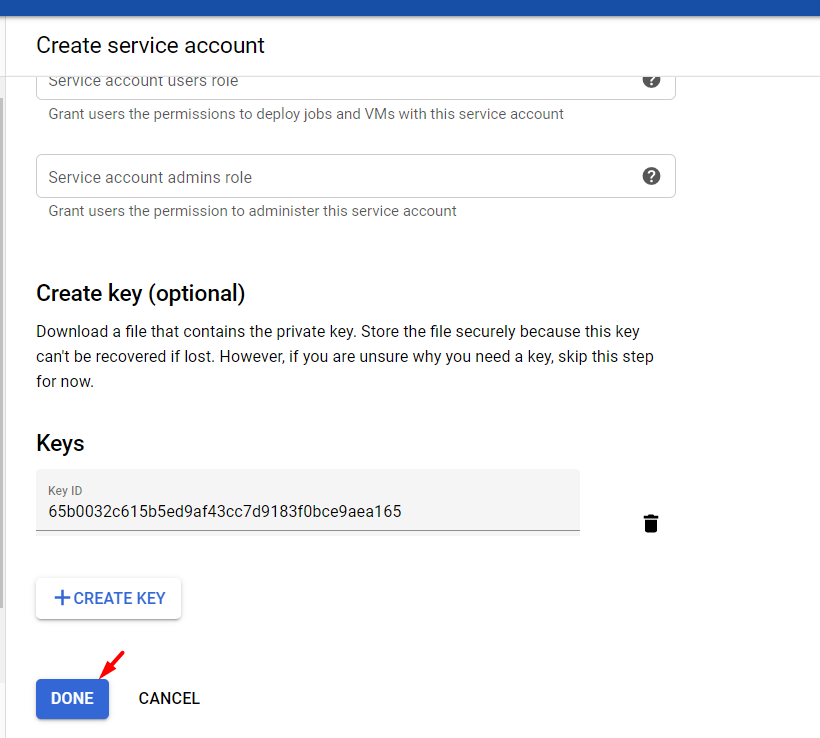 Create service account
Service account users role
Grant users the permissions to deploy jobs and VMs with this service account
Service account admins role
Grant users the permission to administer this service account
Create key (optional)
Download a file that contains the private key. Store the file securely because this key
can't be recovered if lost. However, if you are unsure why you need a key, skip this step
for now.
Keys
Key ID
65b0032c615b5ed9af43cc7d9183f0bce9aea165
+ CREATE KEY
DONE CANCEL